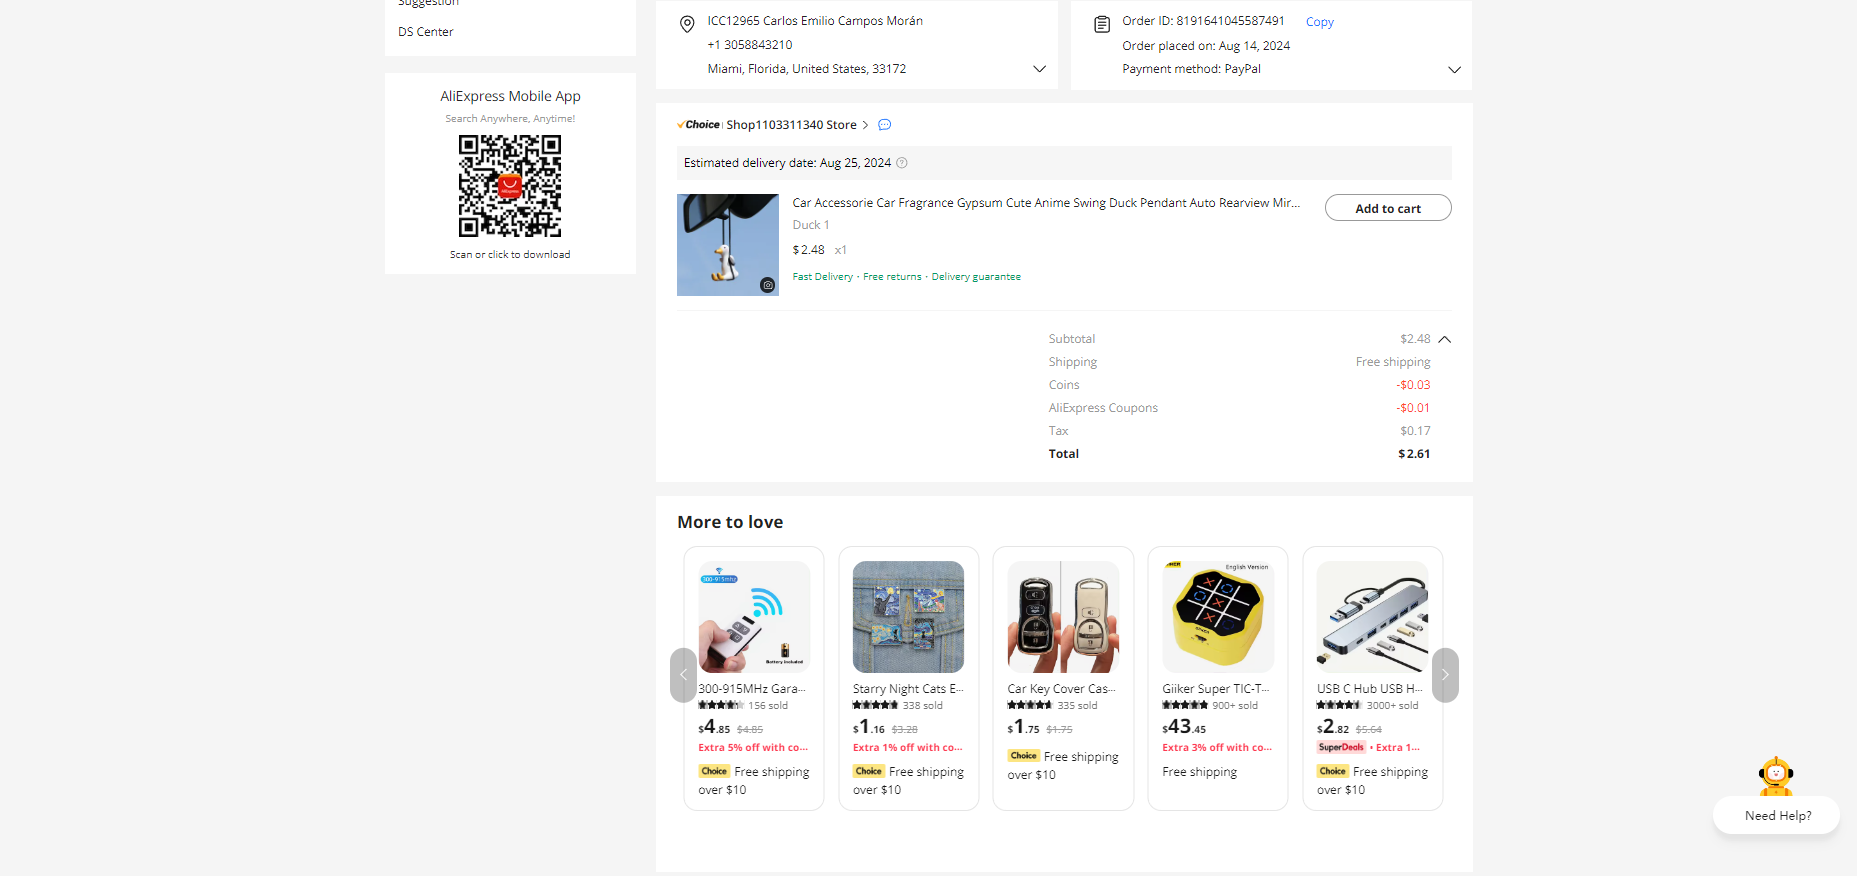 Suggestion
DS Center
AliExpress Mobile App
Search Anywhere, Anytime!
AliExpress
Scan or click to download
ICC12965 Carlos Emilio Campos Morán
+1 3058843210
Miami, Florida, United States, 33172
Order ID: 8191641045587491 Copy
Order placed on: Aug 14, 2024
Payment method: PayPal
Choice Shop1103311340 Store
Estimated delivery date: Aug 25, 2024
Car Accessorie Car Fragrance Gypsum Cute Anime Swing Duck Pendant Auto Rearview Mir...
Add to cart
Duck 1
$2.48 x1
Fast Delivery · Free returns · Delivery guarantee
Subtotal $2.48
Shipping Free shipping
Coins -$0.03
AliExpress Coupons -$0.01
Tax $0.17
Total $2.61
More to love
300-915mhz
Battery included
300-915MHz Gara...
156 sold
$4.85 $4.85
Extra 5% off with co...
Choice Free shipping
over $10
Starry Night Cats E...
338 sold
$1.16 $3.28
Extra 1% off with co...
Choice Free shipping
over $10
Car Key Cover Cas...
335 sold
$1.75 $1.75
Choice Free shipping
over $10
English Version
Giiker Super TIC-T...
900+ sold
$43.45
Extra 3% off with co...
Free shipping
USB C Hub USB H...
3000+ sold
$2.82 $5.64
SuperDeals • Extra 1...
Choice Free shipping
over $10
Need Help?